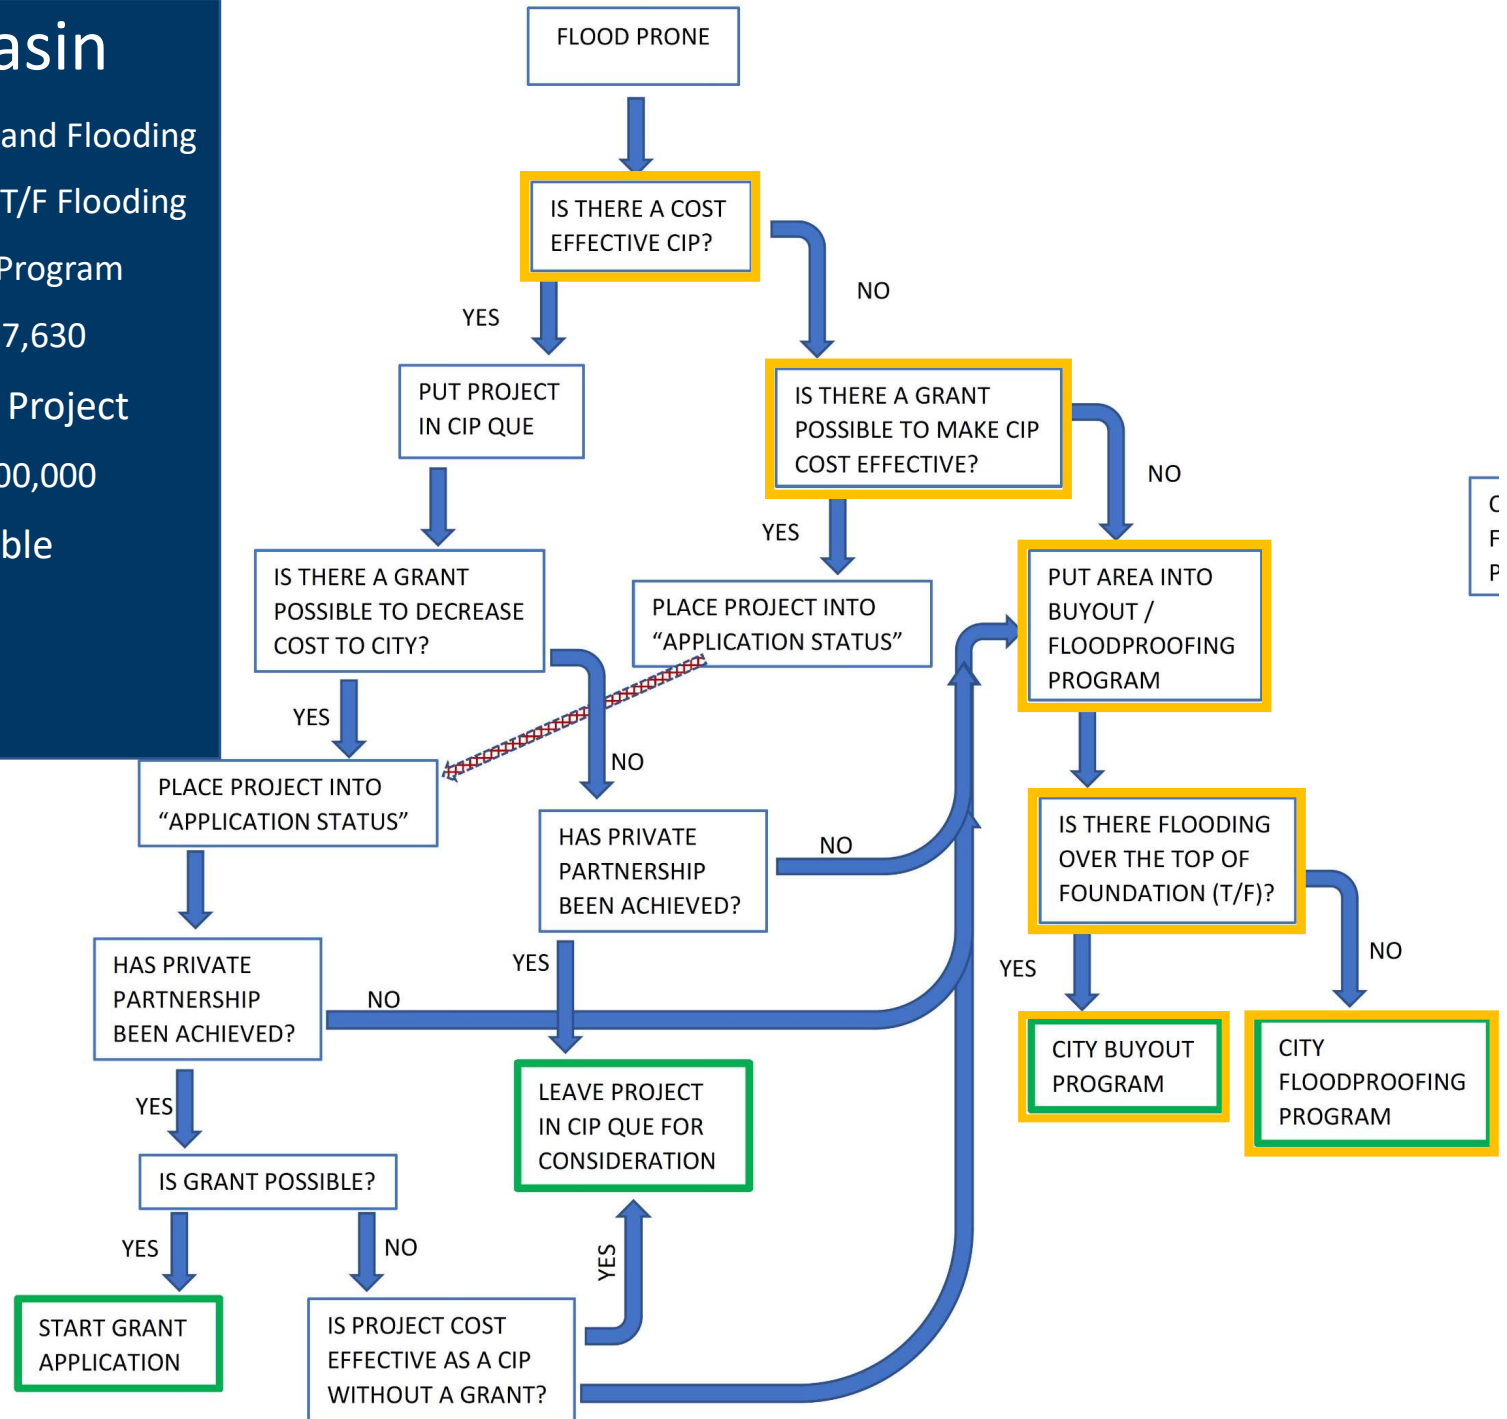 asin
and Flooding
T/F Flooding
Program
7,630
Project
00,000
ble
FLOOD PRONE
IS THERE A COST
EFFECTIVE CIP?
YES
NO
PUT PROJECT
IN CIP QUE
IS THERE A GRANT
POSSIBLE TO MAKE CIP
COST EFFECTIVE?
YES
NO
IS THERE A GRANT
POSSIBLE TO DECREASE
COST TO CITY?
PLACE PROJECT INTO
“APPLICATION STATUS”
PUT AREA INTO
BUYOUT /
FLOODPROOFING
PROGRAM
C
F
P
YES
NO
PLACE PROJECT INTO
“APPLICATION STATUS”
HAS PRIVATE
PARTNERSHIP
BEEN ACHIEVED?
NO
IS THERE FLOODING
OVER THE TOP OF
FOUNDATION (T/F)?
YES
NO
HAS PRIVATE
PARTNERSHIP
BEEN ACHIEVED?
NO
YES
CITY BUYOUT
PROGRAM
CITY
FLOODPROOFING
PROGRAM
LEAVE PROJECT
IN CIP QUE FOR
CONSIDERATION
YES
IS GRANT POSSIBLE?
YES
NO
YES
START GRANT
APPLICATION
IS PROJECT COST
EFFECTIVE AS A CIP
WITHOUT A GRANT?